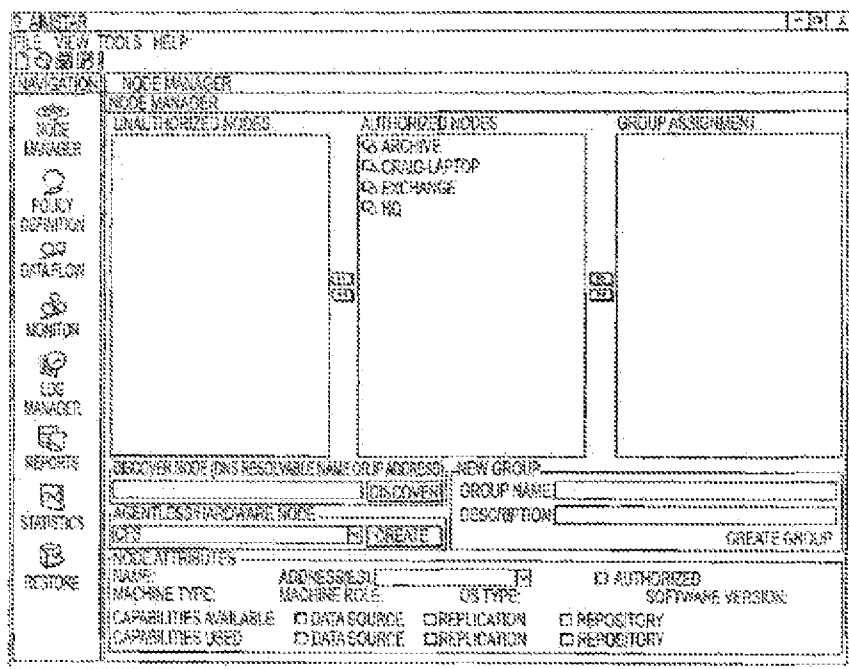 AIMSTAR
FILE VIEW TOOLS HELP
NAVIGATION
NODE MANAGER
POLICY DEFINITION
DATA FLOW
MONITOR
LOG MANAGER
REPORTS
STATISTICS
RESTORE
NODE MANAGER
NODE MANAGER
UNAUTHORIZED NODES
AUTHORIZED NODES
ARCHIVE
CRAIG-LAPTOP
EXCHANGE
HQ
GROUP ASSIGNMENT
DISCOVER NODE (DNS RESOLVABLE NAME OR IP ADDRESS)
DISCOVER
AGENTLESS HARDWARE NODE
CREATE
NEW GROUP
GROUP NAME
DESCRIPTION
CREATE GROUP
NODE ATTRIBUTES
NAME: ADDRESS(ES): AUTHORIZED
MACHINE TYPE: MACHINE ROLE: OS TYPE: SOFTWARE VERSION:
CAPABILITIES AVAILABLE DATA SOURCE REPLICATION REPOSITORY
CAPABILITIES USED DATA SOURCE REPLICATION REPOSITORY